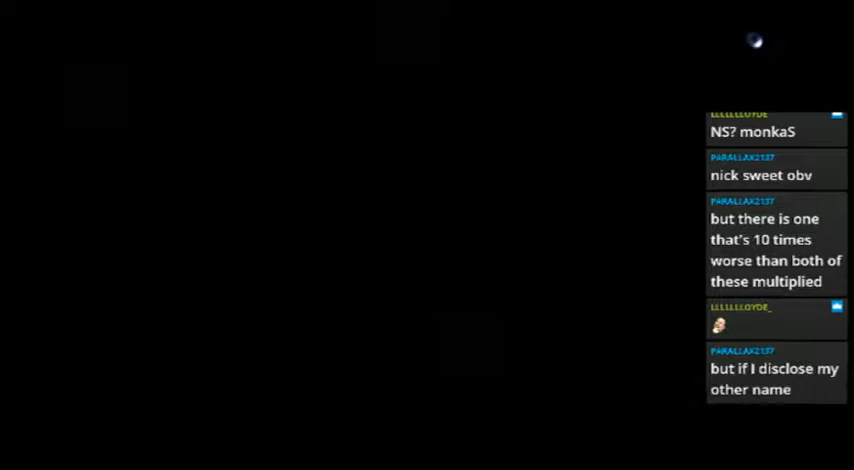 LLLLLLLOYDE_
NS? monkaS
PARALLAX2137
nick sweet obv
PARALLAX2137
but there is one
that's 10 times
worse than both of
these multiplied
LLLLLLLOYDE_
PARALLAX2137
but if I disclose my
other name